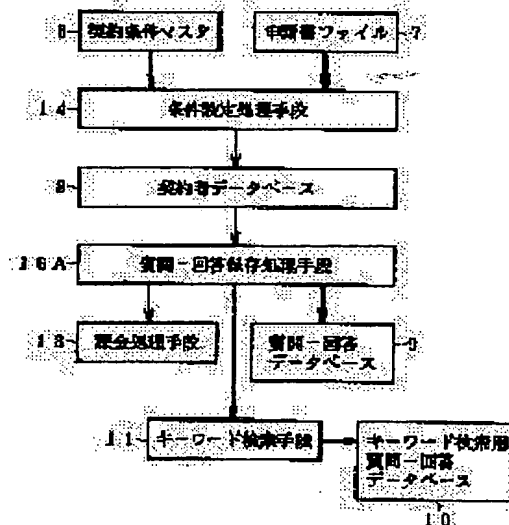 6 契約条件マスタ
申請書ファイル 7
14 条件設定処理手段
8 契約者データベース
16A 質問-回答保存処理手段
13 課金処理手段
質問-回答 9
データベース
11 キーワード検索手段
キーワード検索用
質問-回答
データベース
10